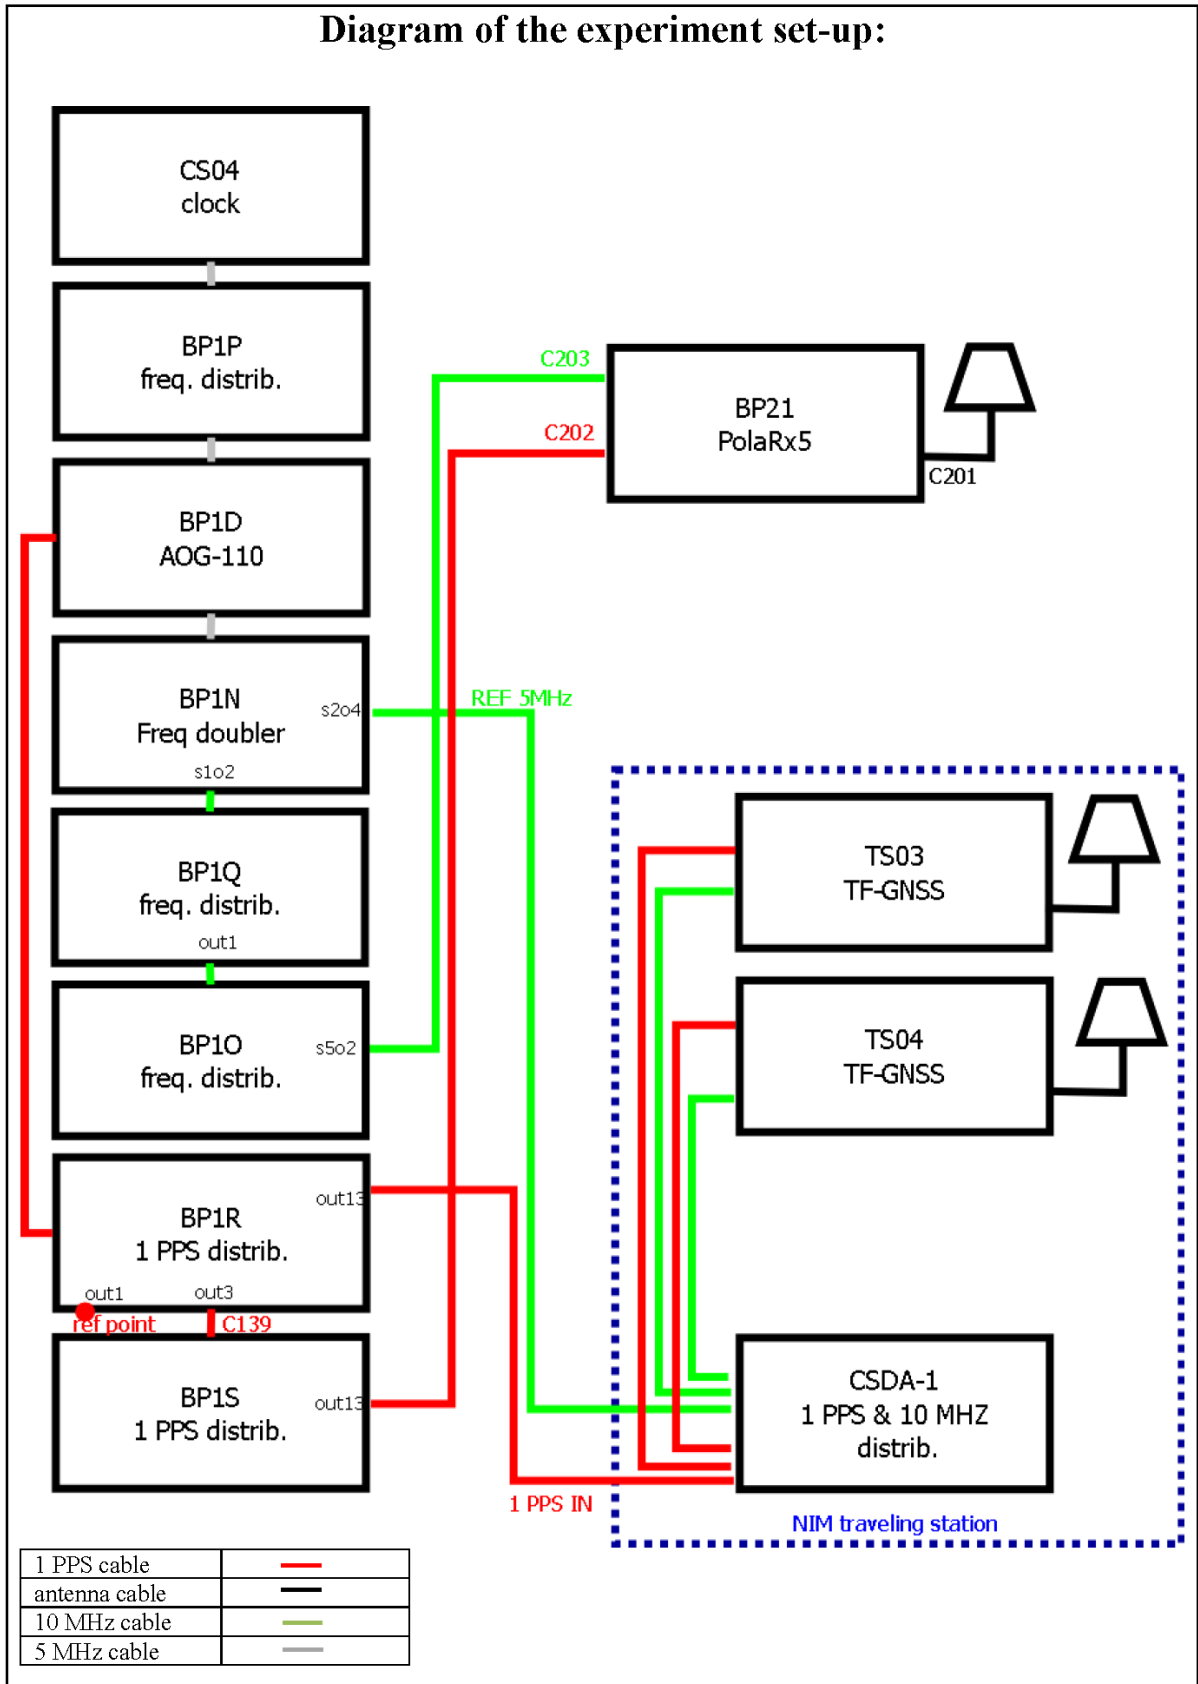 Diagram of the experiment set-up:
CS04
clock
BP1P
freq. distrib.
C203
C202
BP21
PolaRx5
C201
BP1D
AOG-110
BP1N
Freq doubler
s2o4
s1o2
REF 5MHz
BP1Q
freq. distrib.
out1
TS03
TF-GNSS
BP1O
freq. distrib.
s5o2
TS04
TF-GNSS
BP1R
1 PPS distrib.
out13
out1
out3
ref point
C139
BP1S
1 PPS distrib.
out13
CSDA-1
1 PPS & 10 MHZ
distrib.
1 PPS IN
NIM traveling station
1 PPS cable
antenna cable
10 MHz cable
5 MHz cable